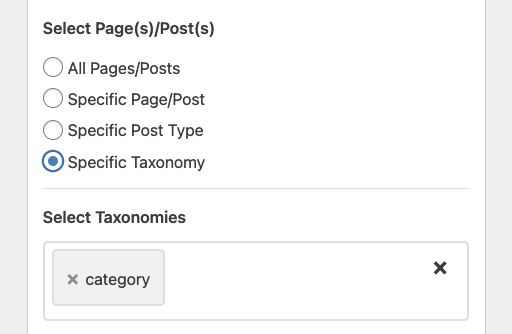 Select Page(s)/Post(s)
All Pages/Posts
Specific Page/Post
Specific Post Type
Specific Taxonomy
Select Taxonomies
× category ×